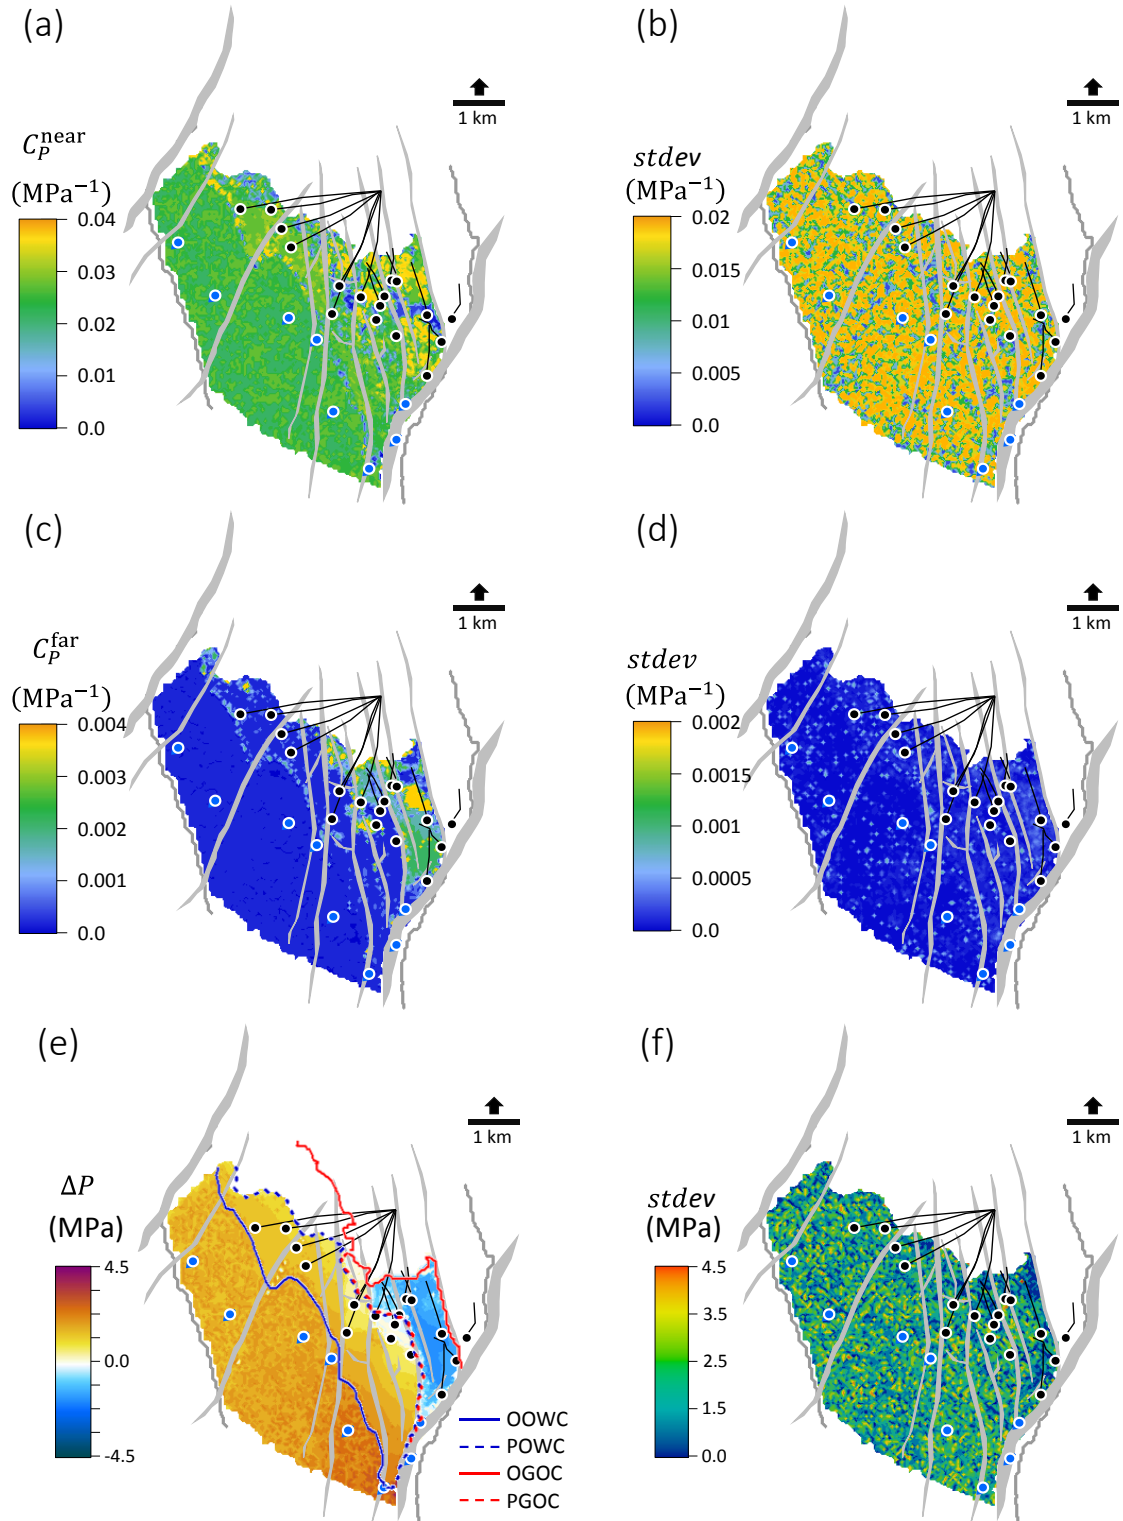 (a)
1 km
C_P^near
(MPa⁻¹)
0.04
0.03
0.02
0.01
0.0
(b)
1 km
stdev
(MPa⁻¹)
0.02
0.015
0.01
0.005
0.0
(c)
1 km
C_P^far
(MPa⁻¹)
0.004
0.003
0.002
0.001
0.0
(d)
1 km
stdev
(MPa⁻¹)
0.002
0.0015
0.001
0.0005
0.0
(e)
1 km
ΔP
(MPa)
4.5
0.0
-4.5
OOWC
POWC
OGOC
PGOC
(f)
1 km
stdev
(MPa)
4.5
3.5
2.5
1.5
0.0